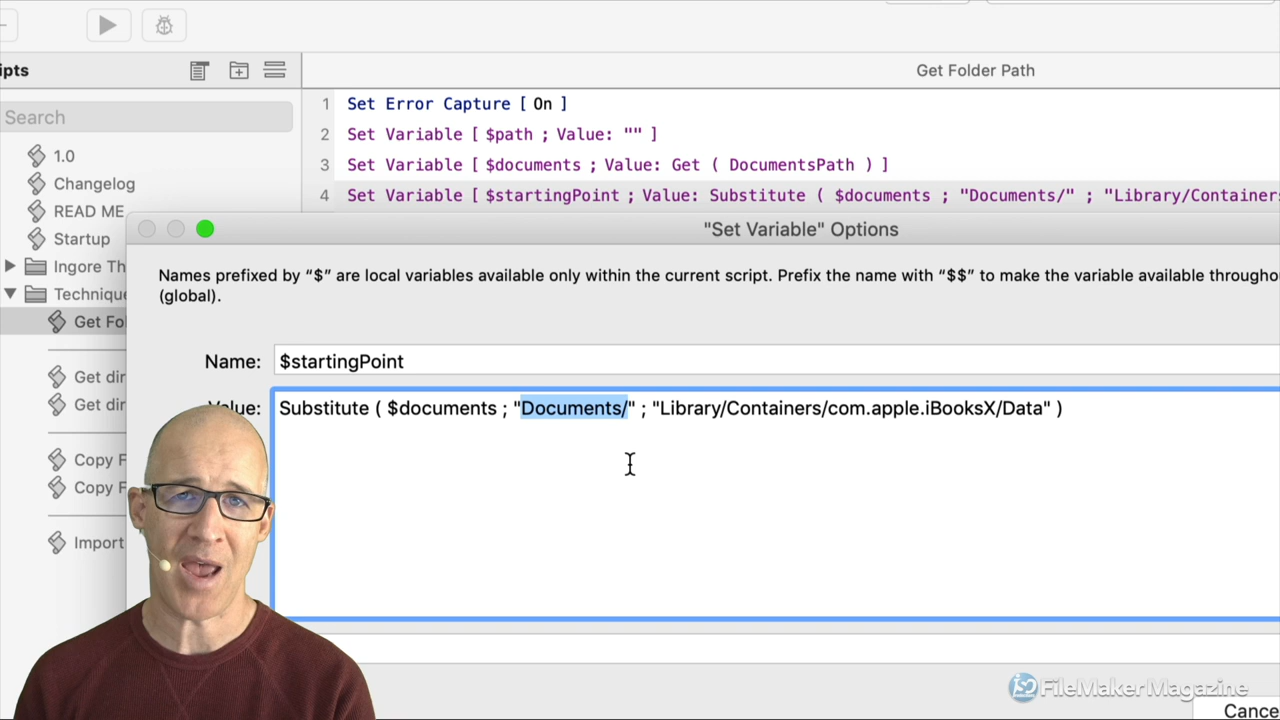 ipts
Get Folder Path
Search
1.0
Changelog
READ ME
Startup
Ingore Th
Technique
Get Fol
Get dir
Get dir
Copy F
Copy F
Import
1 Set Error Capture [ On ]
2 Set Variable [ $path ; Value: "" ]
3 Set Variable [ $documents ; Value: Get ( DocumentsPath ) ]
4 Set Variable [ $startingPoint ; Value: Substitute ( $documents ; "Documents/" ; "Library/Containers
"Set Variable" Options
Names prefixed by “$” are local variables available only within the current script. Prefix the name with “$$” to make the variable available througho
(global).
Name: $startingPoint
Value: Substitute ( $documents ; "Documents/" ; "Library/Containers/com.apple.iBooksX/Data" )
FileMakerMagazine
Cance